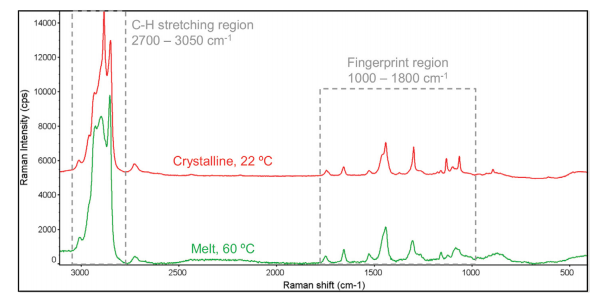 14000
12000
10000
8000
6000
4000
2000
0
Raman Intensity (cps)
C-H stretching region
2700 – 3050 cm-1
Fingerprint region
1000 – 1800 cm-1
Crystalline, 22 ºC
Melt, 60 ºC
3000 2500 2000 1500 1000 500
Raman shift (cm-1)